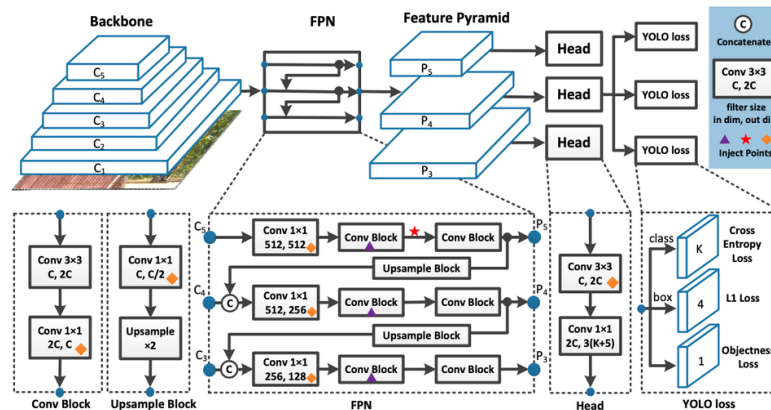 Backbone
FPN
Feature Pyramid
C5
C4
C3
C2
C1
P5
P4
P3
Head
Head
Head
YOLO loss
YOLO loss
YOLO loss
C
Concatenate
Conv 3×3
C, 2C
filter size
in dim, out di
Inject Points
Conv 3×3
C, 2C
Conv 1×1
2C, C
Conv Block
Conv 1×1
C, C/2
Upsample
×2
Upsample Block
C5
Conv 1×1
512, 512
Conv Block
Conv Block
P5
Upsample Block
C4
C
Conv 1×1
512, 256
Conv Block
Conv Block
P4
Upsample Block
C3
C
Conv 1×1
256, 128
Conv Block
Conv Block
P3
FPN
Conv 3×3
C, 2C
Conv 1×1
2C, 3(K+5)
Head
class
K
Cross
Entropy
Loss
box
4
L1 Loss
1
Objectness
Loss
YOLO loss